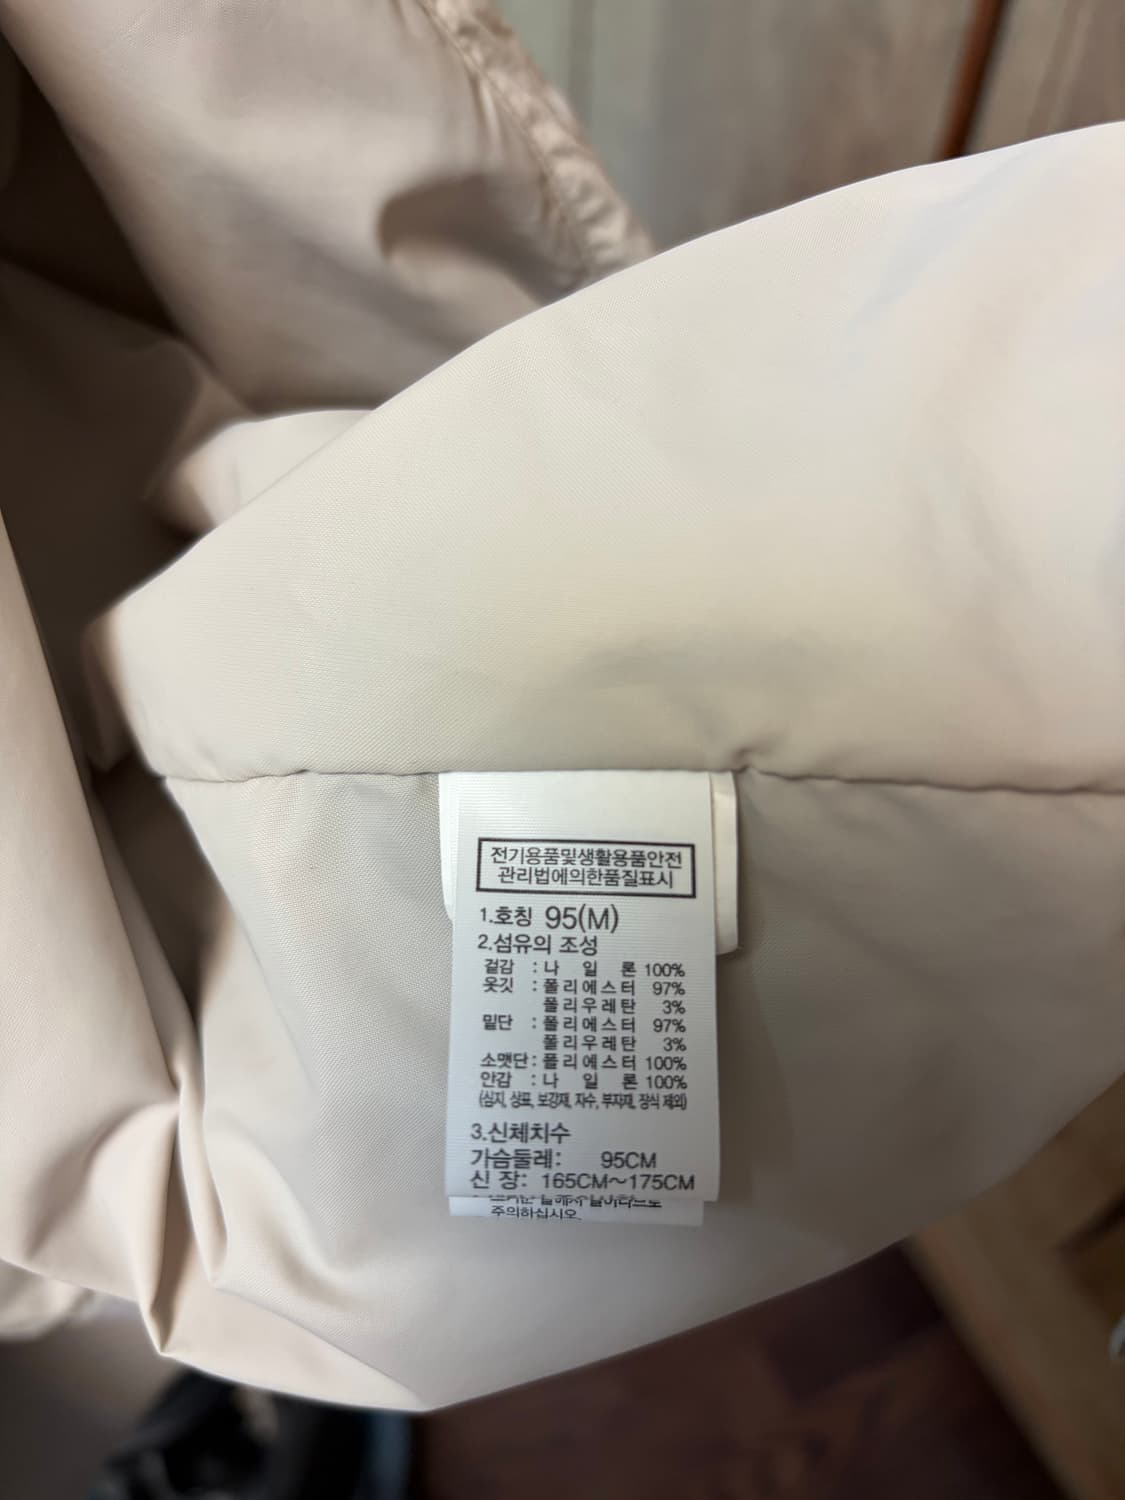 전기용품및생활용품안전
관리법에의한품질표시
1.호칭 95(M)
2.섬유의 조성
겉감 : 나 일 론 100%
옷깃 : 폴리에스터 97%
폴리우레탄 3%
밑단 : 폴리에스터 97%
폴리우레탄 3%
소맷단: 폴리에스터 100%
안감 : 나 일 론 100%
(심지, 상표, 보강재, 자수, 부자재, 장식 제외)
3.신체치수
가슴둘레: 95CM
신 장: 165CM~175CM
주의하십시오.